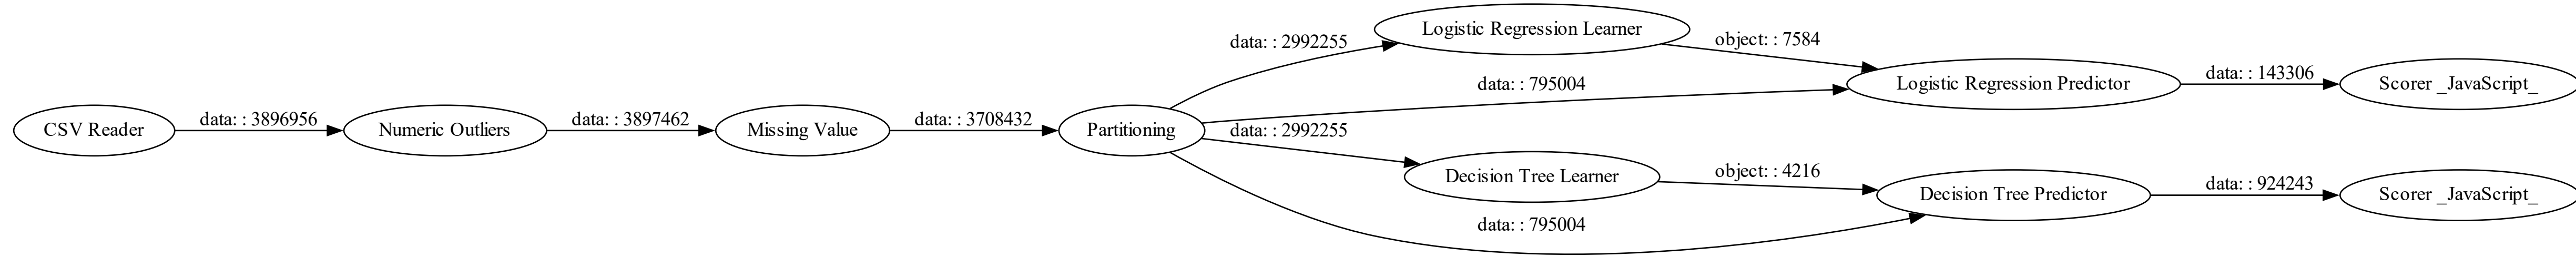 CSV Reader
data: : 3896956
Numeric Outliers
data: : 3897462
Missing Value
data: : 3708432
Partitioning
data: : 2992255
Logistic Regression Learner
object: : 7584
data: : 795004
Logistic Regression Predictor
data: : 143306
Scorer _JavaScript_
data: : 2992255
Decision Tree Learner
object: : 4216
data: : 795004
Decision Tree Predictor
data: : 924243
Scorer _JavaScript_